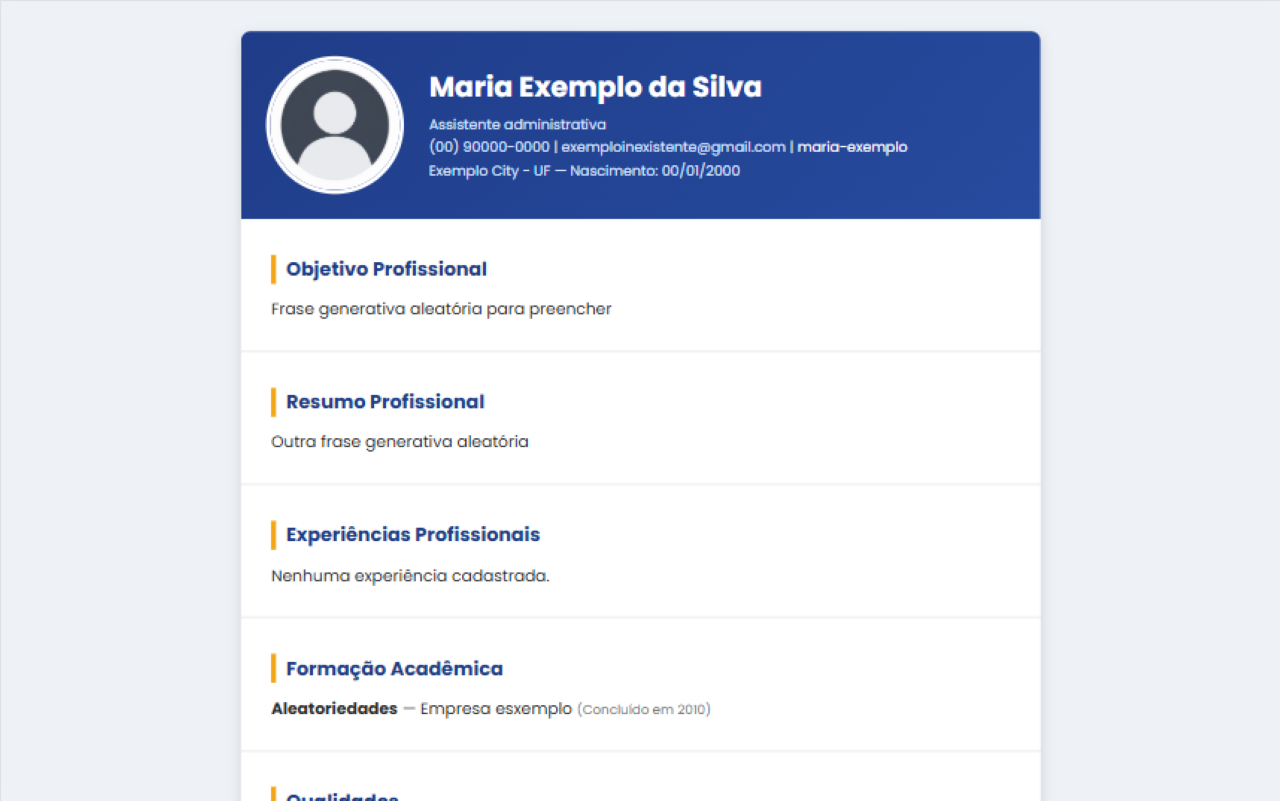 Maria Exemplo da Silva
Assistente administrativa
(00) 90000-0000 | exemploinexistente@gmail.com | maria-exemplo
Exemplo City - UF — Nascimento: 00/01/2000
Objetivo Profissional
Frase generativa aleatória para preencher
Resumo Profissional
Outra frase generativa aleatória
Experiências Profissionais
Nenhuma experiência cadastrada.
Formação Acadêmica
Aleatoriedades — Empresa esxemplo (Concluído em 2010)
Qualidades